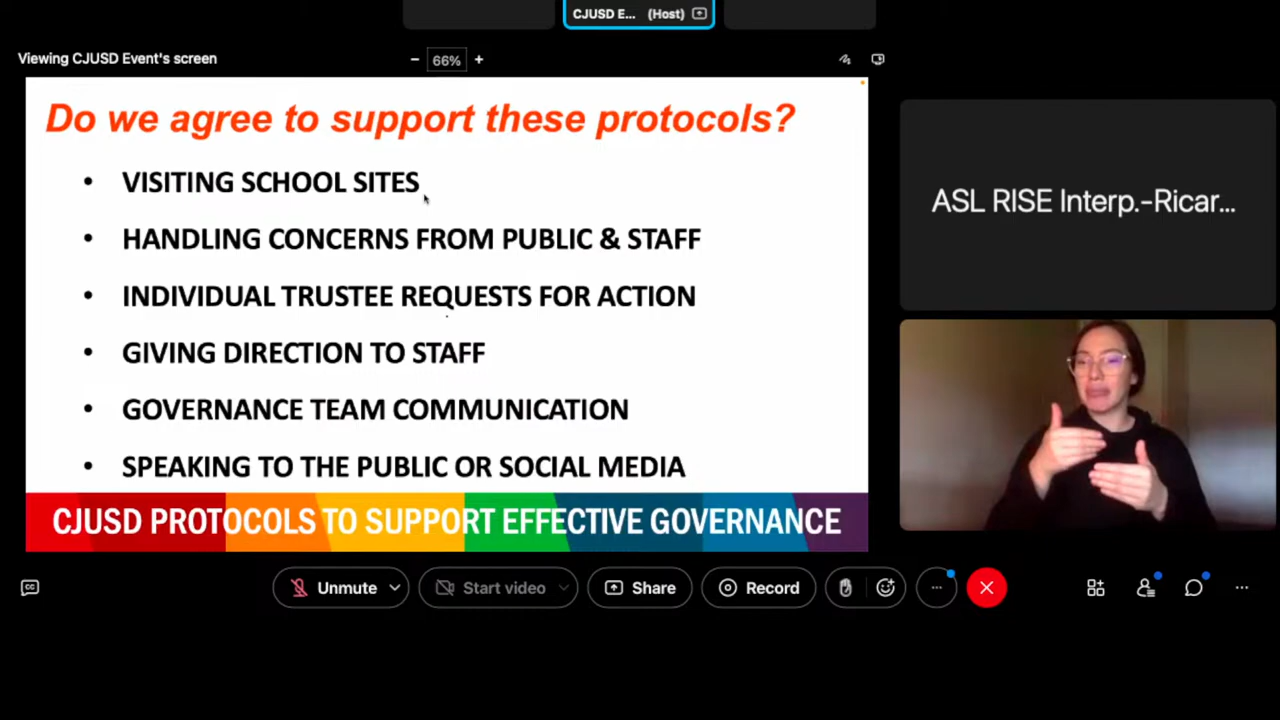 CJUSD E... (Host)
Viewing CJUSD Event's screen
66%
Do we agree to support these protocols?
• VISITING SCHOOL SITES
• HANDLING CONCERNS FROM PUBLIC & STAFF
• INDIVIDUAL TRUSTEE REQUESTS FOR ACTION
• GIVING DIRECTION TO STAFF
• GOVERNANCE TEAM COMMUNICATION
• SPEAKING TO THE PUBLIC OR SOCIAL MEDIA
CJUSD PROTOCOLS TO SUPPORT EFFECTIVE GOVERNANCE
ASL RISE Interp.-Ricar...
CC
Unmute
Start video
Share
Record